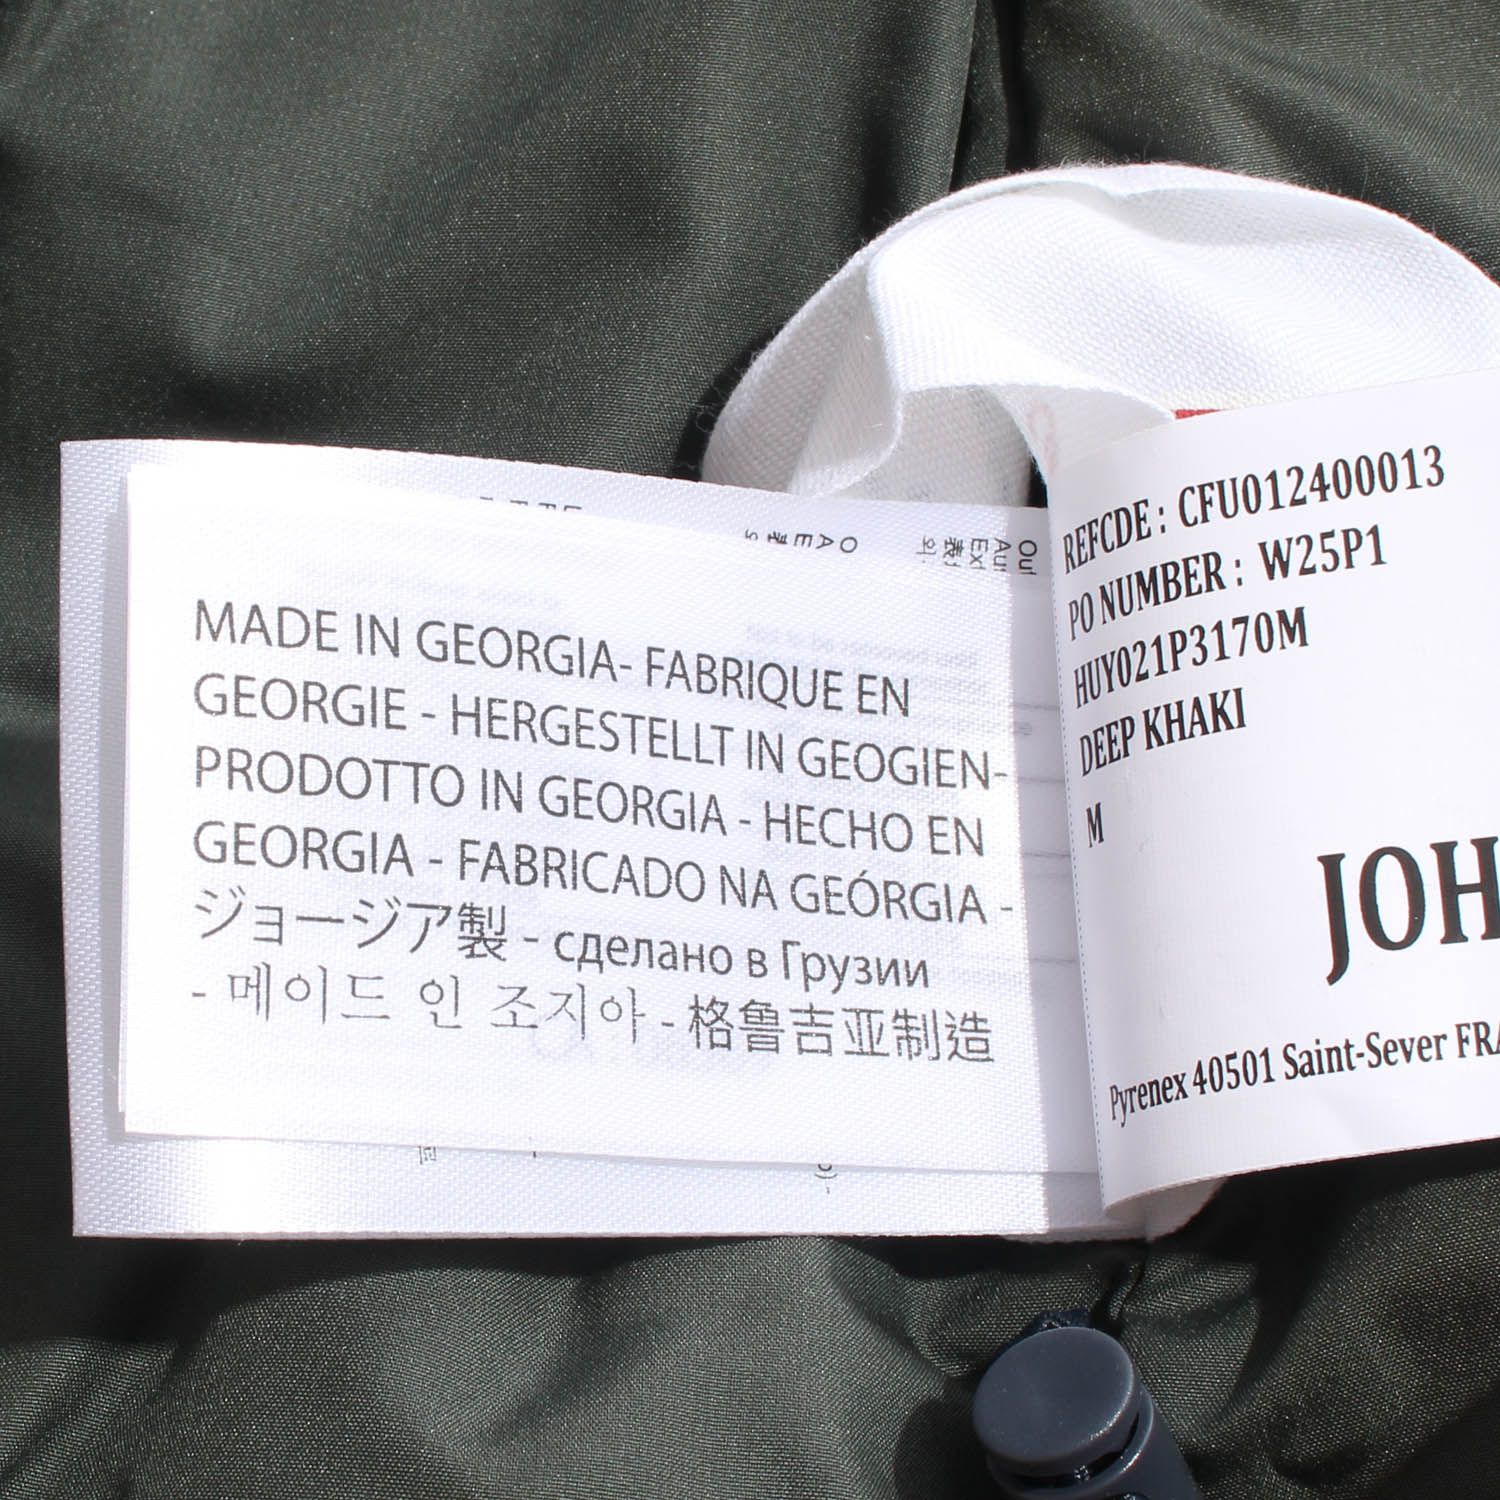 MADE IN GEORGIA- FABRIQUE EN
GEORGIE - HERGESTELLT IN GEOGIEN-
PRODOTTO IN GEORGIA - HECHO EN
GEORGIA - FABRICADO NA GEÓRGIA -
ジョージア製 - сделано в Грузии
- 메이드 인 조지아 - 格鲁吉亚制造
REFCDE : CFU012400013
PO NUMBER : W25P1
HUY021P3170M
DEEP KHAKI
M
JOH
Pyrenex 40501 Saint-Sever FRA